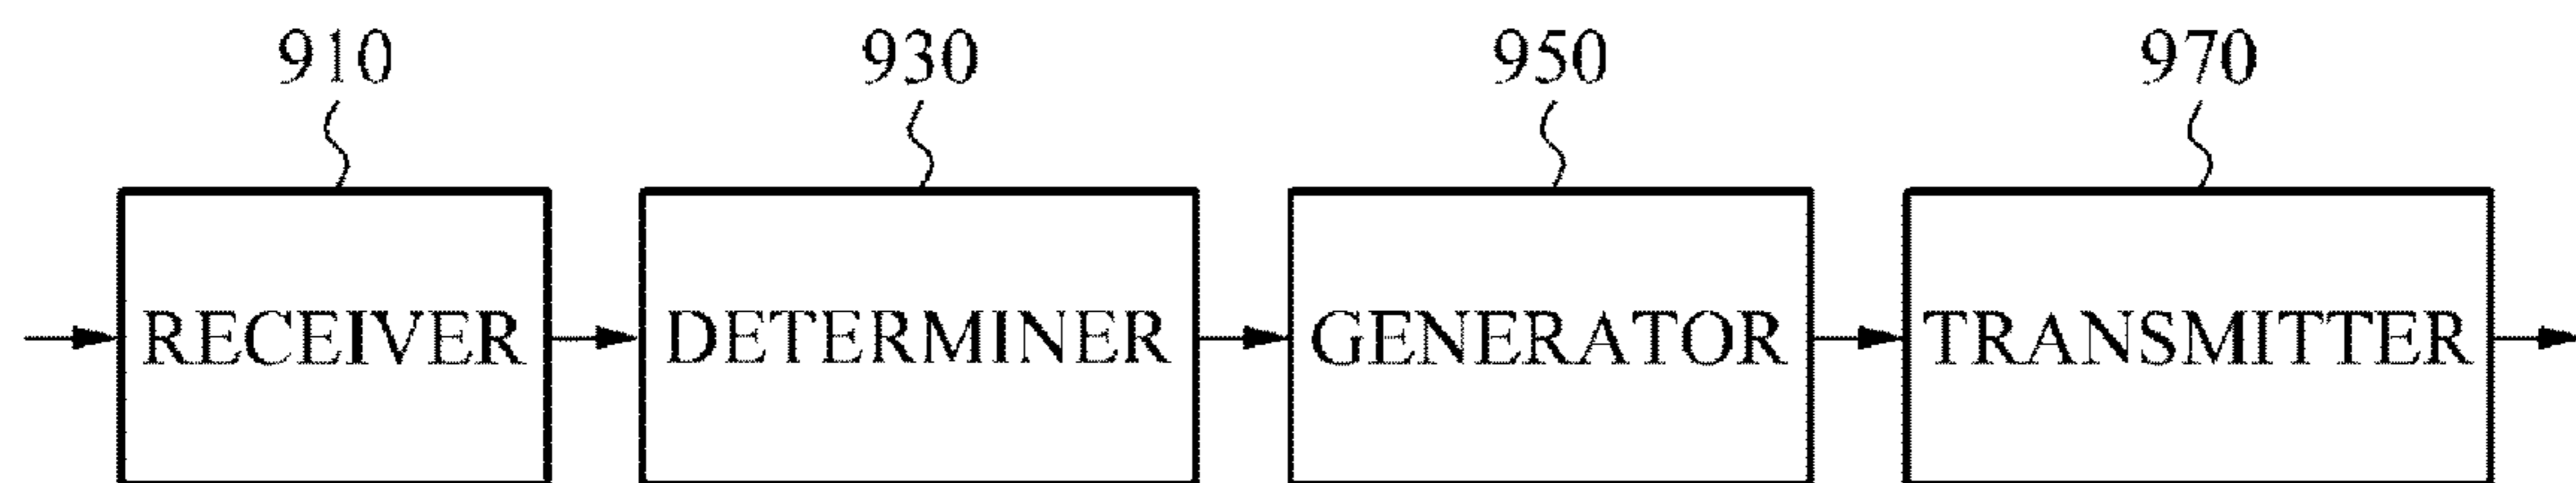 910 930 950 970
RECEIVER DETERMINER GENERATOR TRANSMITTER